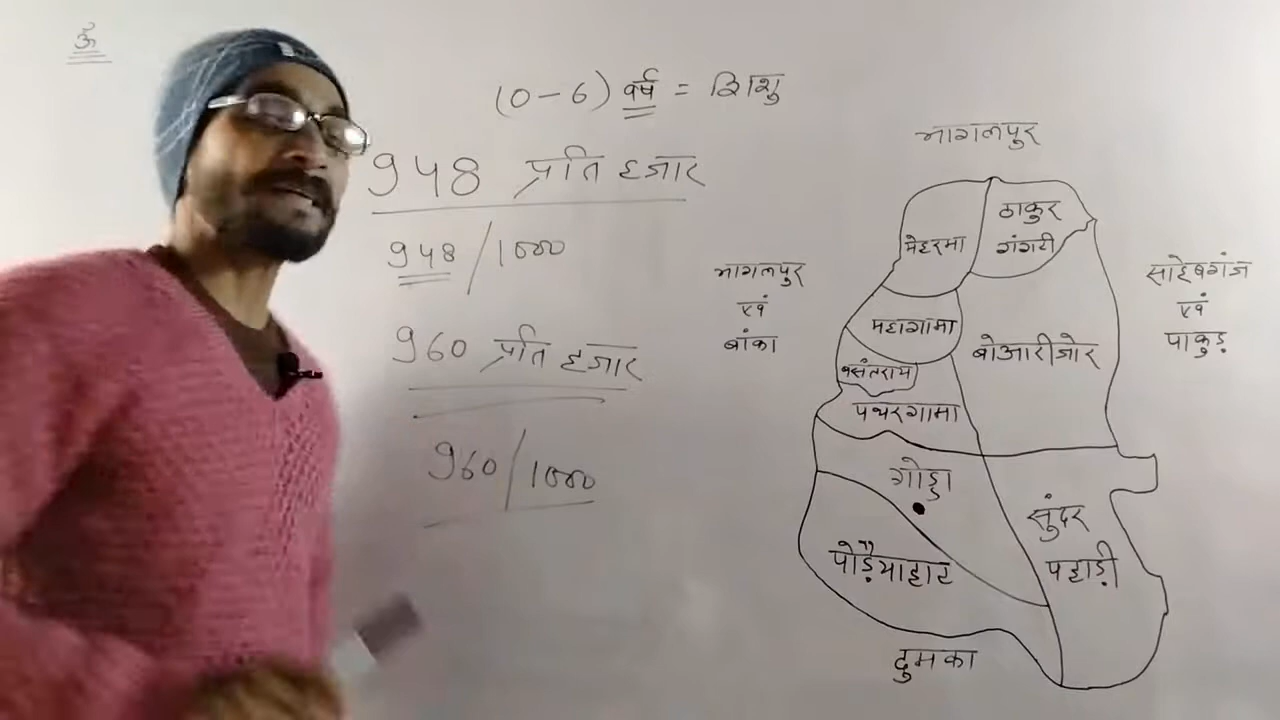 ॐ
(0-6) वर्ष = शिशु
948 प्रति हजार
948/1000
960 प्रति हजार
960/1000
भागलपुर
ठाकुर
गंगटी
मेहरमा
भागलपुर
एवं
बांका
साहेबगंज
एवं
पाकुड़
महागामा
बोआरीजोर
बसंतराय
पथरगामा
गोड्डा
सुंदर
पहाड़ी
पोड़ैयाहाट
दुमका